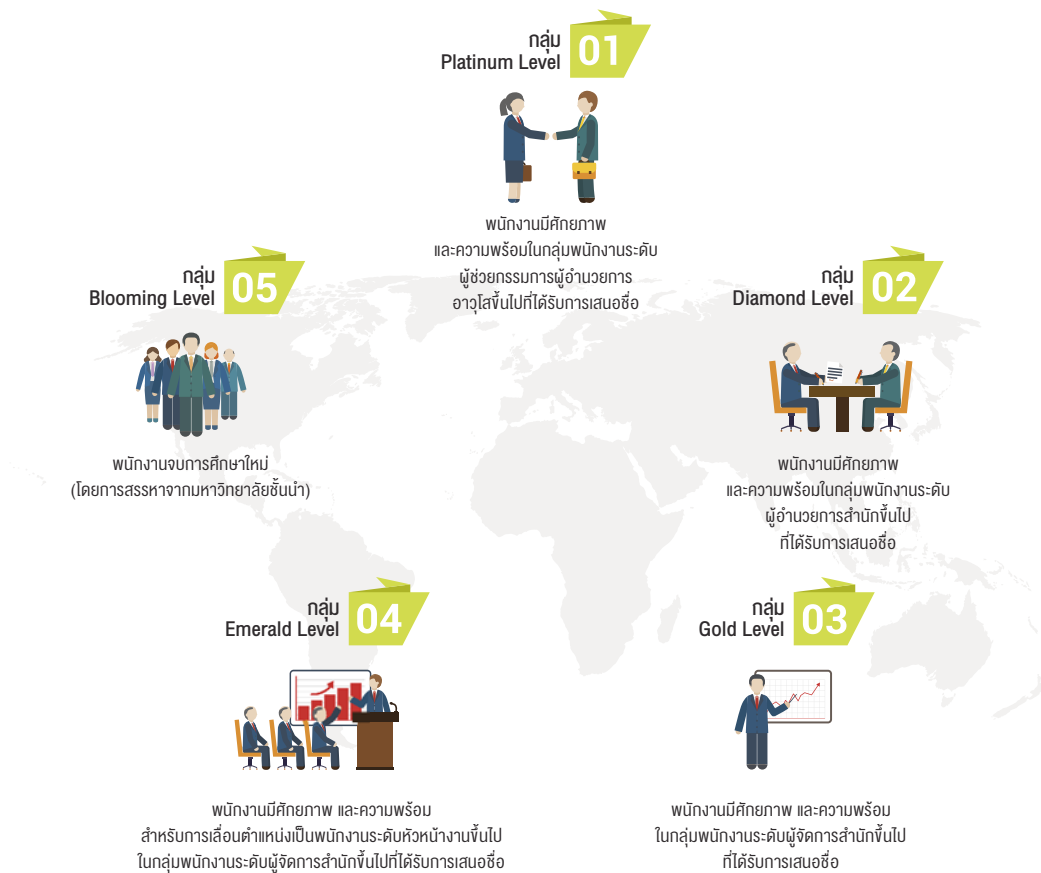 กลุ่ม
Platinum Level
01
พนักงานมีศักยภาพ
และความพร้อมในกลุ่มพนักงานระดับ
ผู้ช่วยกรรมการผู้อำนวยการ
อาวุโสขึ้นไปที่ได้รับการเสนอชื่อ
กลุ่ม
Diamond Level
02
พนักงานมีศักยภาพ
และความพร้อมในกลุ่มพนักงานระดับ
ผู้อำนวยการสำนักขึ้นไป
ที่ได้รับการเสนอชื่อ
กลุ่ม
Gold Level
03
พนักงานมีศักยภาพ และความพร้อม
ในกลุ่มพนักงานระดับผู้จัดการสำนักขึ้นไป
ที่ได้รับการเสนอชื่อ
กลุ่ม
Emerald Level
04
พนักงานมีศักยภาพ และความพร้อม
สำหรับการเลื่อนตำแหน่งเป็นพนักงานระดับหัวหน้างานขึ้นไป
ในกลุ่มพนักงานระดับผู้จัดการสำนักขึ้นไปที่ได้รับการเสนอชื่อ
กลุ่ม
Blooming Level
05
พนักงานจบการศึกษาใหม่
(โดยการสรรหาจากมหาวิทยาลัยชั้นนำ)